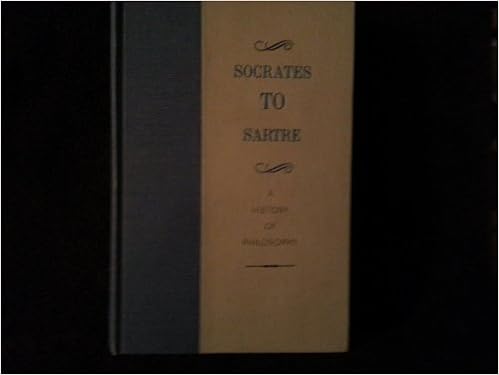 SOCRATES
TO
SARTRE
A
HISTORY
OF
PHILOSOPHY